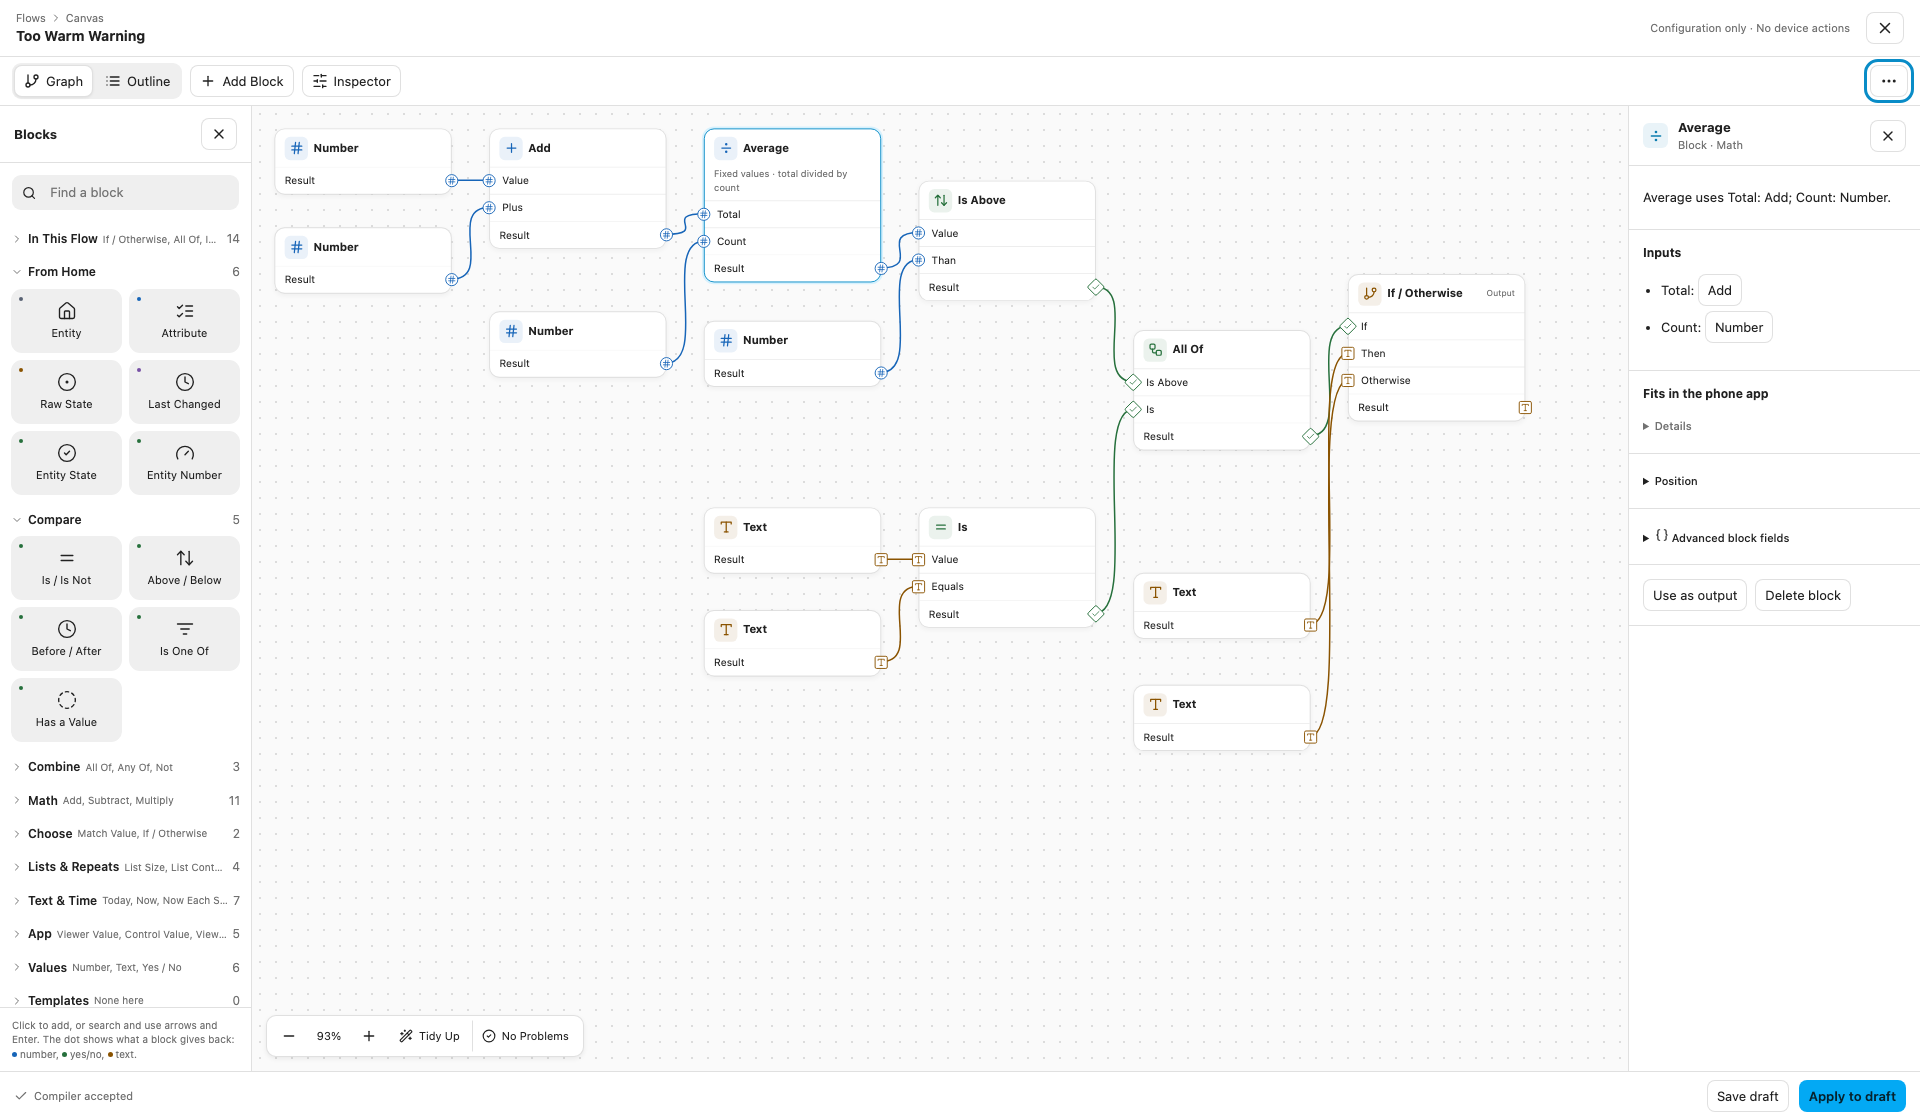 Flows > Canvas
Too Warm Warning
Configuration only · No device actions
Graph
Outline
Add Block
Inspector
Blocks
Find a block
In This Flow If / Otherwise, All Of, I... 14
From Home 6
Entity
Attribute
Raw State
Last Changed
Entity State
Entity Number
Compare 5
Is / Is Not
Above / Below
Before / After
Is One Of
Has a Value
Combine All Of, Any Of, Not 3
Math Add, Subtract, Multiply 11
Choose Match Value, If / Otherwise 2
Lists & Repeats List Size, List Cont... 4
Text & Time Today, Now, Now Each S... 7
App Viewer Value, Control Value, View... 5
Values Number, Text, Yes / No 6
Templates None here 0
Click to add, or search and use arrows and
Enter. The dot shows what a block gives back:
number, yes/no, text.
Number
Result
Number
Result
Add
Value
Plus
Result
Number
Result
Average
Fixed values · total divided by
count
Total
Count
Result
Number
Result
Is Above
Value
Than
Result
Text
Result
Text
Result
Is
Value
Equals
Result
All Of
Is Above
Is
Result
Text
Result
Text
Result
If / Otherwise Output
If
Then
Otherwise
Result
93%
Tidy Up
No Problems
Average
Block · Math
Average uses Total: Add; Count: Number.
Inputs
• Total: Add
• Count: Number
Fits in the phone app
Details
Position
{ } Advanced block fields
Use as output
Delete block
Compiler accepted
Save draft
Apply to draft